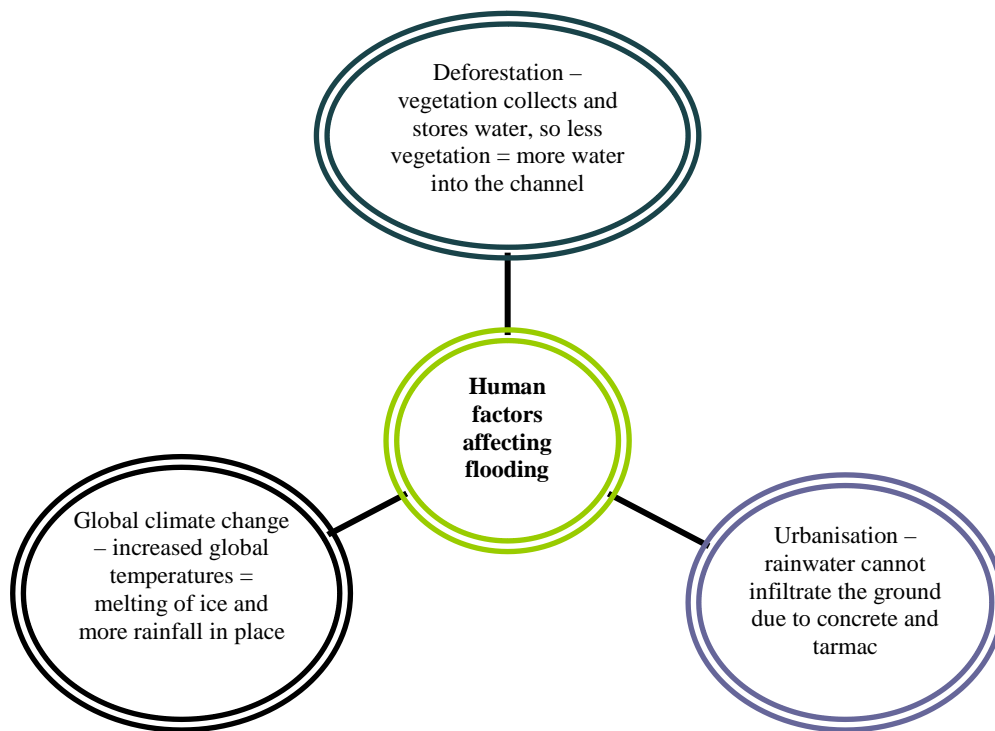 Deforestation –
vegetation collects and
stores water, so less
vegetation = more water
into the channel
Human
factors
affecting
flooding
Global climate change
– increased global
temperatures =
melting of ice and
more rainfall in place
Urbanisation –
rainwater cannot
infiltrate the ground
due to concrete and
tarmac